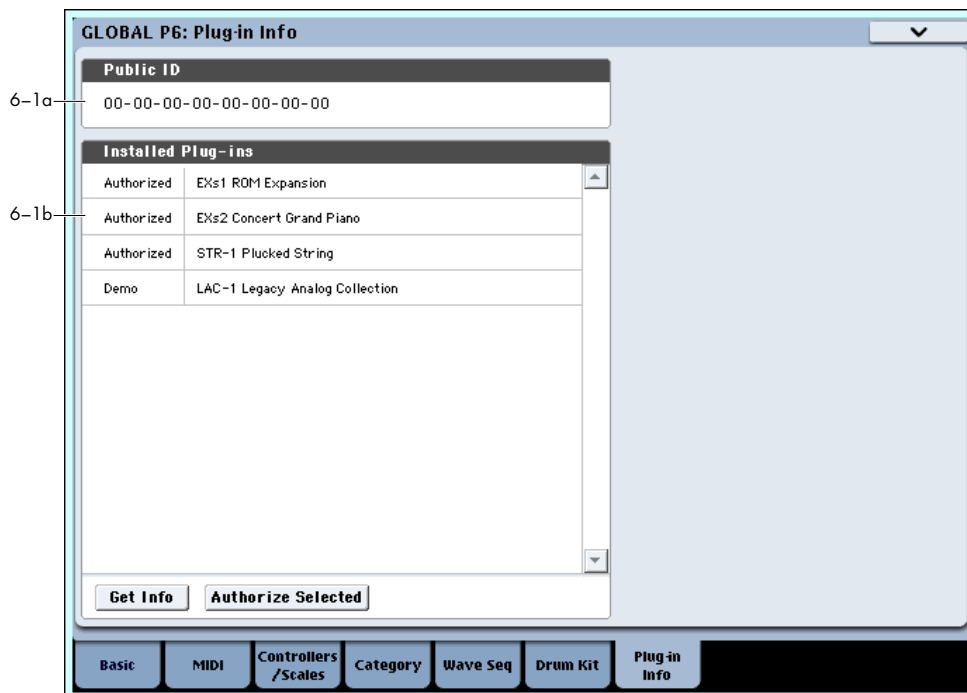 GLOBAL P6: Plug-in Info
Public ID
6–1a
00-00-00-00-00-00-00-00
Installed Plug-ins
Authorized EXs1 ROM Expansion
6–1b
Authorized EXs2 Concert Grand Piano
Authorized STR-1 Plucked String
Demo LAC-1 Legacy Analog Collection
Get Info Authorize Selected
Basic MIDI Controllers /Scales Category Wave Seq Drum Kit Plug-in Info